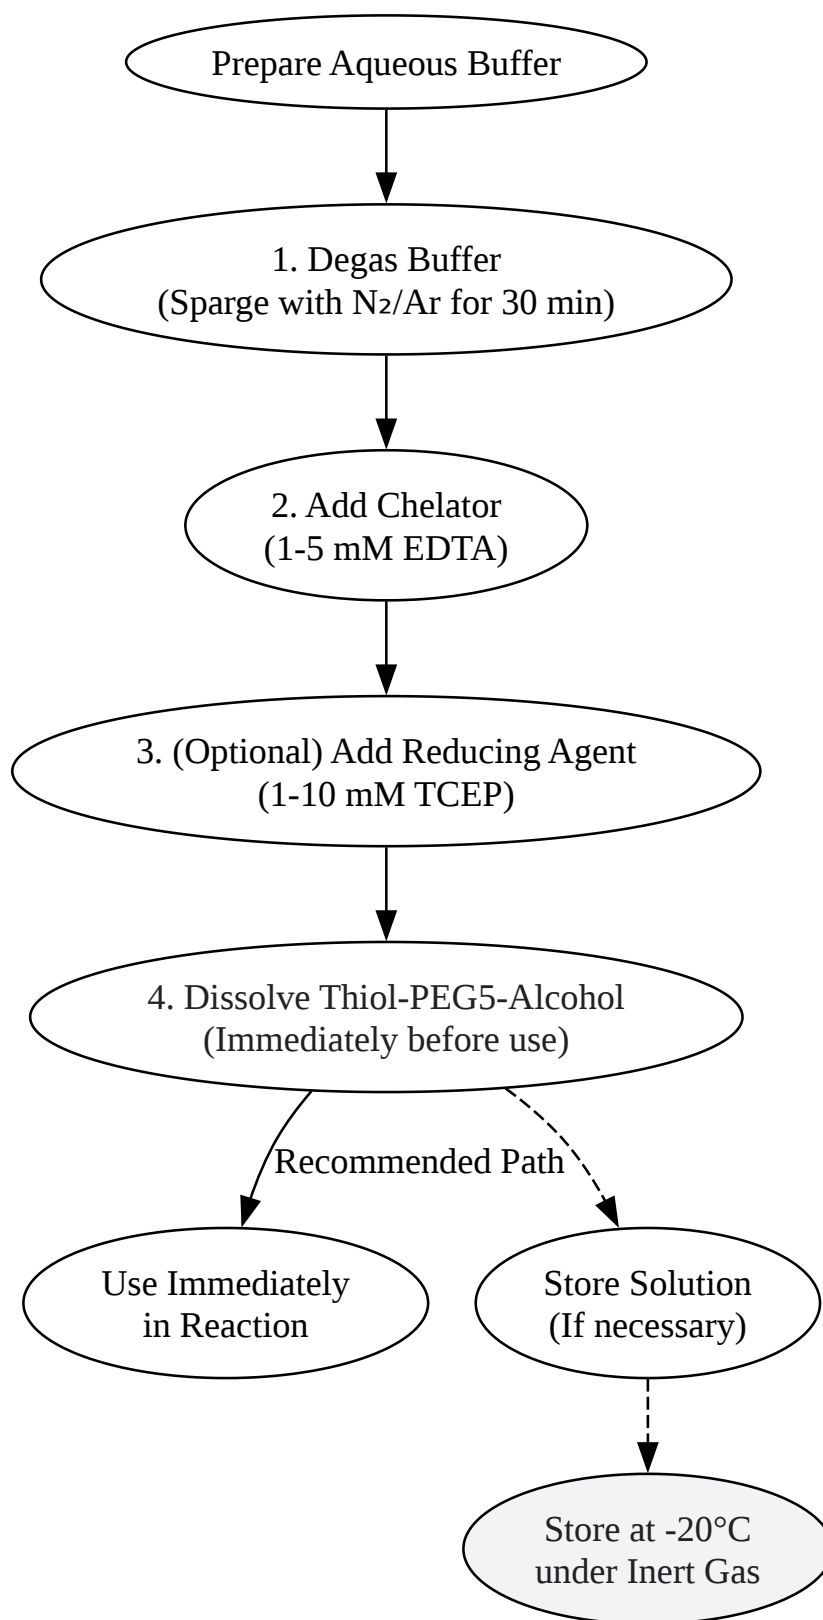 Prepare Aqueous Buffer
1. Degas Buffer
(Sparge with N₂/Ar for 30 min)
2. Add Chelator
(1-5 mM EDTA)
3. (Optional) Add Reducing Agent
(1-10 mM TCEP)
4. Dissolve Thiol-PEG5-Alcohol
(Immediately before use)
Recommended Path
Use Immediately
in Reaction
Store Solution
(If necessary)
Store at -20°C
under Inert Gas